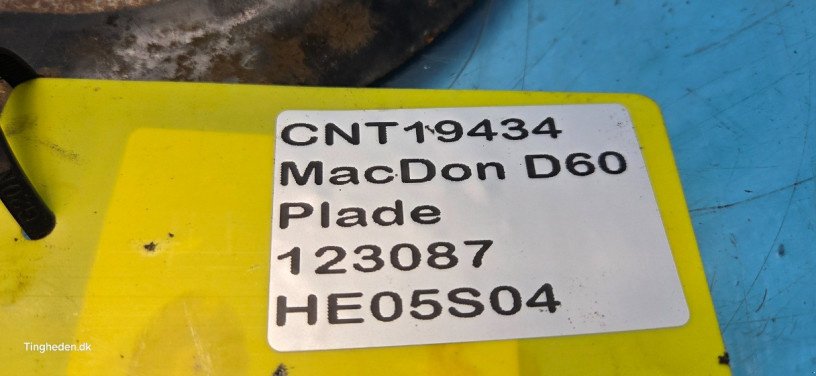 CNT19434
MacDon D60
Plade
123087
HE05S04
Tingheden.dk